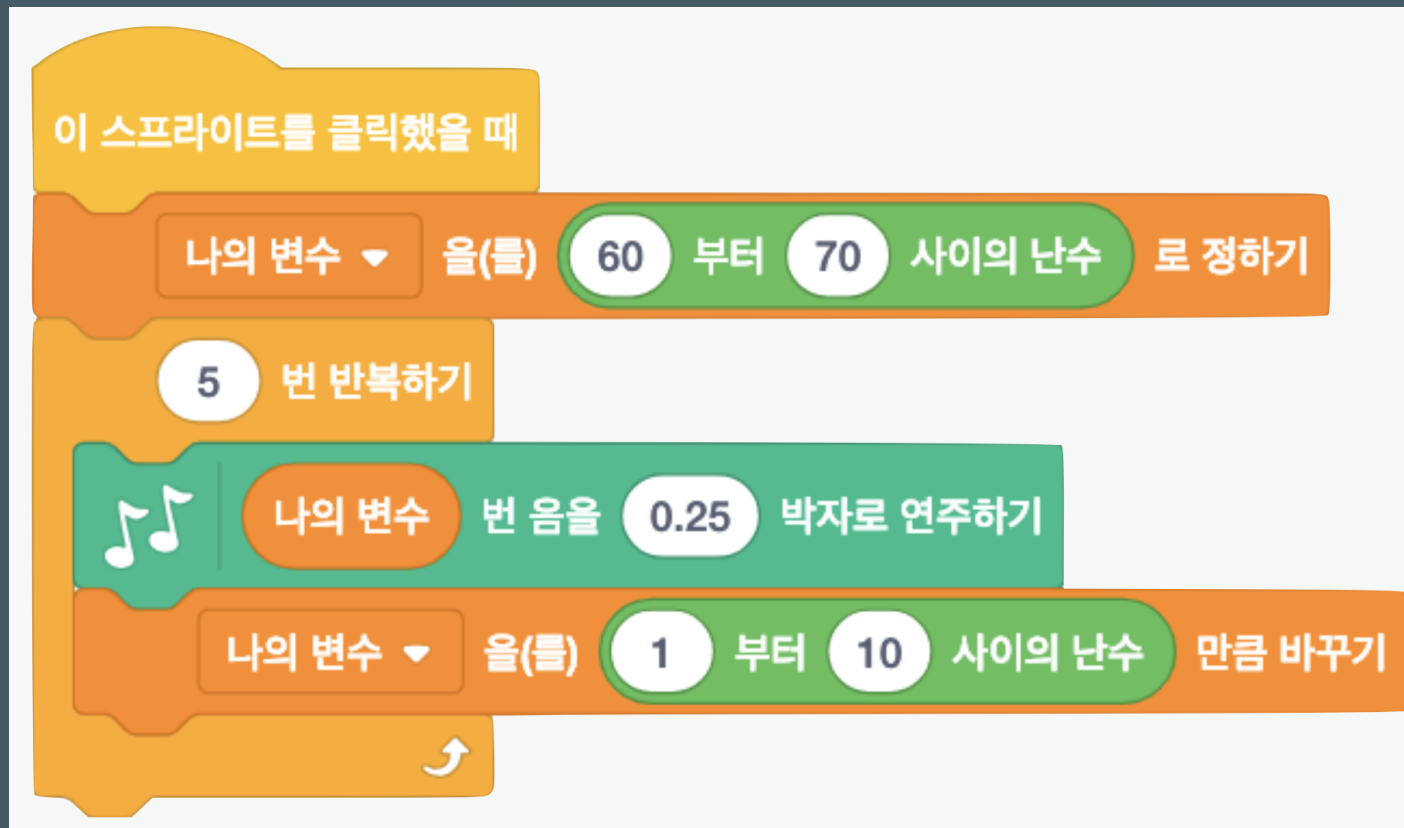 이 스프라이트를 클릭했을 때
나의 변수 을(를) 60 부터 70 사이의 난수 로 정하기
5 번 반복하기
나의 변수 번 음을 0.25 박자로 연주하기
나의 변수 을(를) 1 부터 10 사이의 난수 만큼 바꾸기